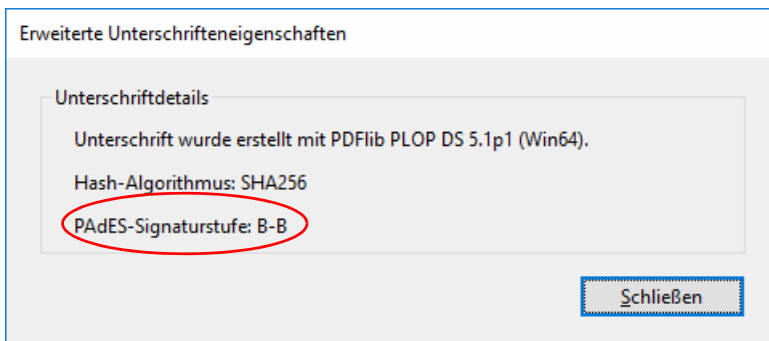 Erweiterte Unterschrifteneigenschaften
Unterschriftdetails
Unterschrift wurde erstellt mit PDFlib PLOP DS 5.1p1 (Win64).
Hash-Algorithmus: SHA256
PAdES-Signaturstufe: B-B
Schließen